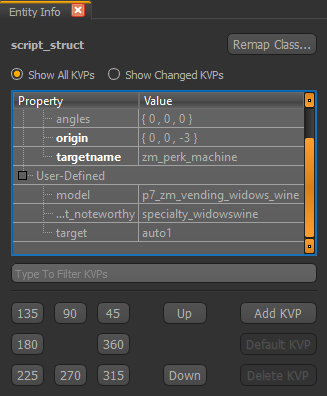 Entity Info
script_struct
Remap Class...
Show All KVPs Show Changed KVPs
Property Value
angles { 0, 0, 0 }
origin { 0, 0, -3 }
targetname zm_perk_machine
User-Defined
model p7_zm_vending_widows_wine
...t_noteworthy specialty_widowswine
target auto1
Type To Filter KVPs
135 90 45 Up Add KVP
180 360 Default KVP
225 270 315 Down Delete KVP